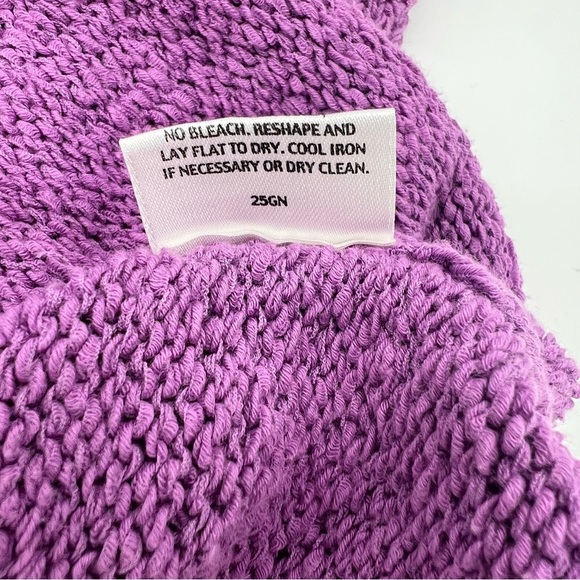 NO BLEACH. RESHAPE AND
LAY FLAT TO DRY. COOL IRON
IF NECESSARY OR DRY CLEAN.
25GN